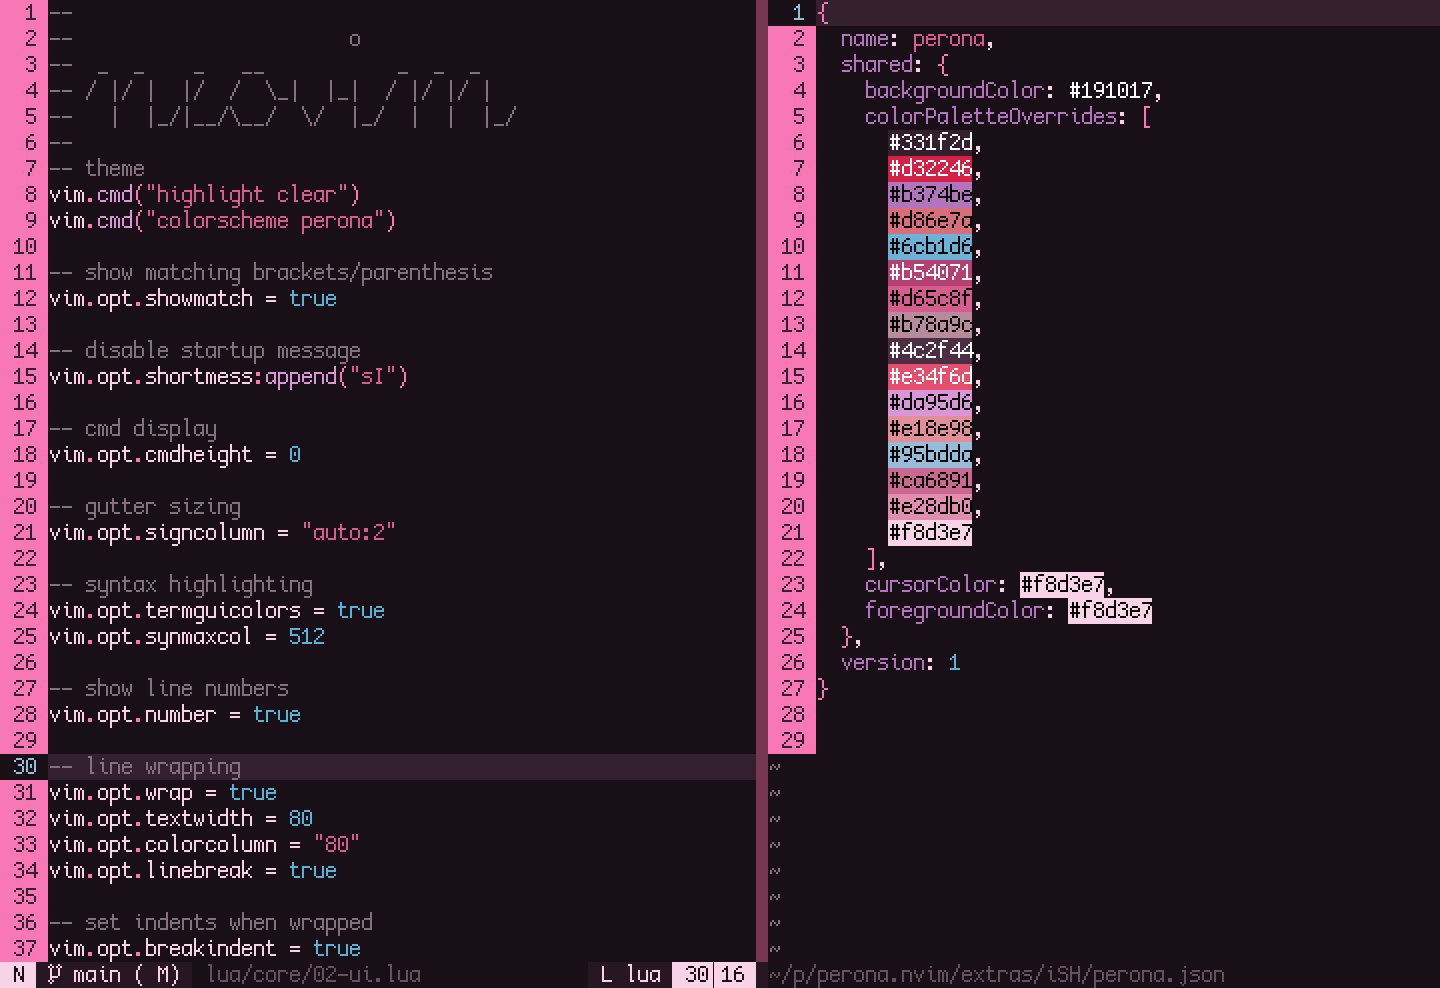 1 --
2 --                       o
3 --  _  _    _   __           _  _  _
4 -- / |/ |  |/  /  \_|  |_|  / |/ |/ |
5 --   |  |_/|__/\__/  \/  |_/  |  |  |_/
6 --
7 -- theme
8 vim.cmd("highlight clear")
9 vim.cmd("colorscheme perona")
10
11 -- show matching brackets/parenthesis
12 vim.opt.showmatch = true
13
14 -- disable startup message
15 vim.opt.shortmess:append("sI")
16
17 -- cmd display
18 vim.opt.cmdheight = 0
19
20 -- gutter sizing
21 vim.opt.signcolumn = "auto:2"
22
23 -- syntax highlighting
24 vim.opt.termguicolors = true
25 vim.opt.synmaxcol = 512
26
27 -- show line numbers
28 vim.opt.number = true
29
30 -- line wrapping
31 vim.opt.wrap = true
32 vim.opt.textwidth = 80
33 vim.opt.colorcolumn = "80"
34 vim.opt.linebreak = true
35
36 -- set indents when wrapped
37 vim.opt.breakindent = true
N main ( M) lua/core/02-ui.lua L lua 30 16
1 {
2   name: perona,
3   shared: {
4     backgroundColor: #191017,
5     colorPaletteOverrides: [
6       #331f2d,
7       #d32246,
8       #b374be,
9       #d86e7a,
10       #6cb1d6,
11       #b54071,
12       #d65c8f,
13       #b78a9c,
14       #4c2f44,
15       #e34f6d,
16       #da95d6,
17       #e18e98,
18       #95bdda,
19       #ca6891,
20       #e28db0,
21       #f8d3e7
22     ],
23     cursorColor: #f8d3e7,
24     foregroundColor: #f8d3e7
25   },
26   version: 1
27 }
28
29
~
~
~
~
~
~
~
~
~/p/perona.nvim/extras/iSH/perona.json